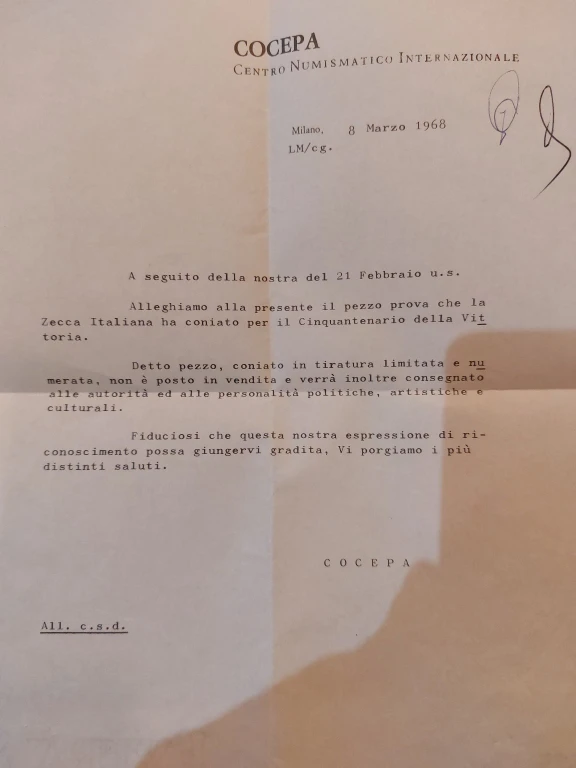 COCEPA
CENTRO NUMISMATICO INTERNAZIONALE
Milano, 8 Marzo 1968
LM/cg.
A seguito della nostra del 21 Febbraio u.s.
Alleghiamo alla presente il pezzo prova che la
Zecca Italiana ha coniato per il Cinquantenario della Vit
toria.
Detto pezzo, coniato in tiratura limitata e nu
merata, non è posto in vendita e verrà inoltre consegnato
alle autorità ed alle personalità politiche, artistiche e
culturali.
Fiduciosi che questa nostra espressione di ri-
conoscimento possa giungervi gradita, Vi porgiamo i più
distinti saluti.
C O C E P A
All. c.s.d.